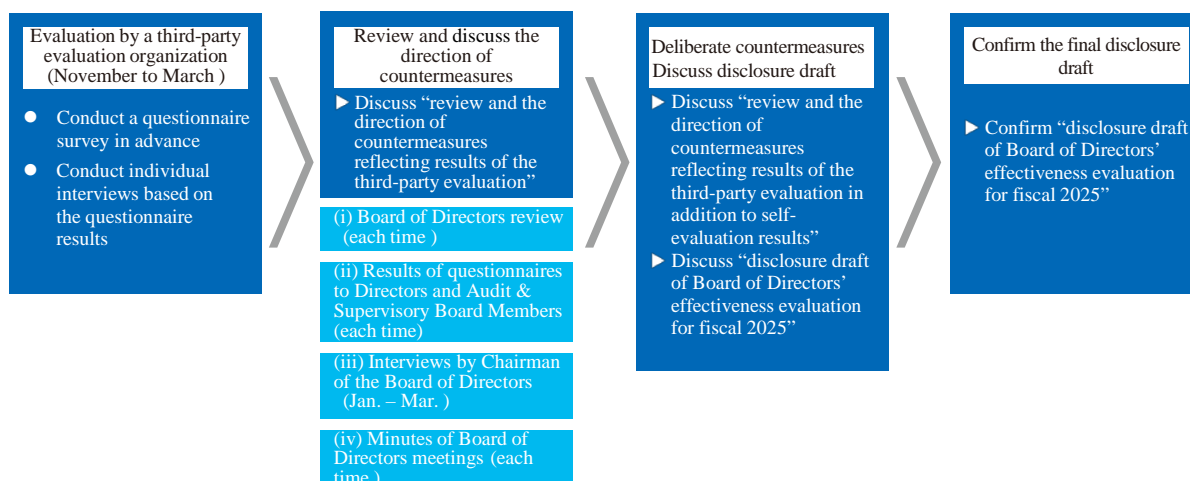 Evaluation by a third-party
evaluation organization
(November to March )
● Conduct a questionnaire
survey in advance
● Conduct individual
interviews based on
the questionnaire
results
Review and discuss the
direction of
countermeasures
▶ Discuss “review and the
direction of
countermeasures
reflecting results of the
third-party evaluation”
(i) Board of Directors review
(each time )
(ii) Results of questionnaires
to Directors and Audit &
Supervisory Board Members
(each time)
(iii) Interviews by Chairman
of the Board of Directors
(Jan. – Mar. )
(iv) Minutes of Board of
Directors meetings (each
time )
Deliberate countermeasures
Discuss disclosure draft
▶ Discuss “review and the
direction of
countermeasures
reflecting results of the
third-party evaluation in
addition to self-
evaluation results”
▶ Discuss “disclosure draft
of Board of Directors’
effectiveness evaluation
for fiscal 2025”
Confirm the final disclosure
draft
▶ Confirm “disclosure draft
of Board of Directors’
effectiveness evaluation
for fiscal 2025”